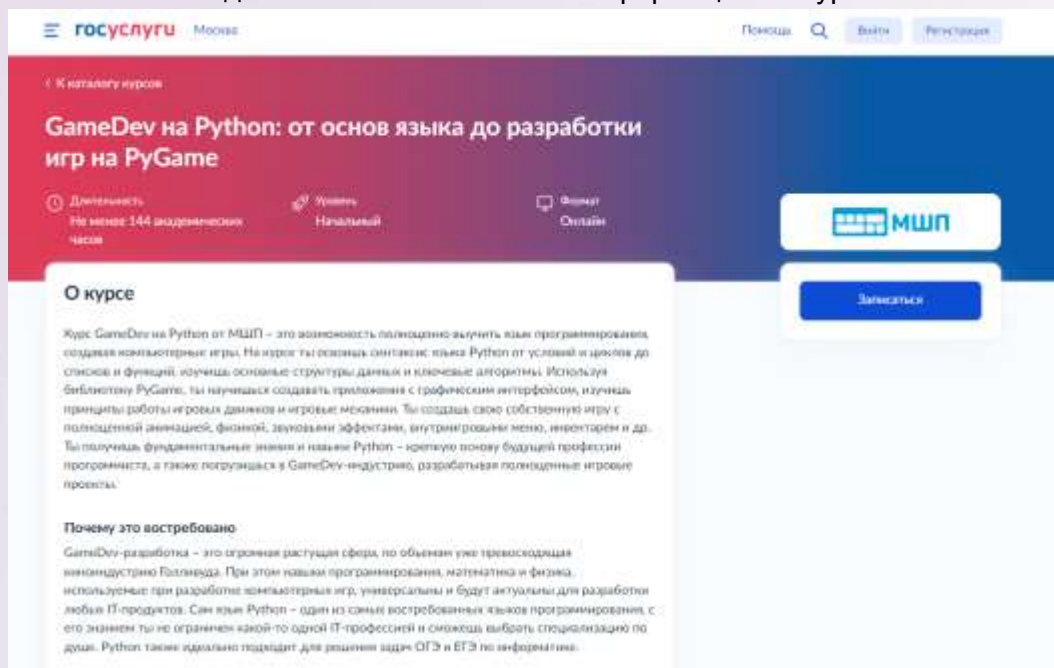 госуслуги Москва Помощь Войти Регистрация
‹ К каталогу курсов
GameDev на Python: от основ языка до разработки
игр на PyGame
Длительность Уровень Формат
Не менее 144 академических Начальный Онлайн
часов
МШП
О курсе
Записаться
Курс GameDev на Python от МШП – это возможность полноценно выучить язык программирования,
создавая компьютерные игры. На курсе ты освоишь синтаксис языка Python от условий и циклов до
списков и функций, изучишь основные структуры данных и ключевые алгоритмы. Используя
библиотеку PyGame, ты научишься создавать приложения с графическим интерфейсом, изучишь
принципы работы игровых движков и игровые механики. Ты создашь свою собственную игру с
полноценной анимацией, физикой, звуковыми эффектами, внутриигровыми меню, инвентарем и др.
Ты получишь фундаментальные знания и навыки Python – крепкую основу будущей профессии
программиста, а также погрузишься в GameDev-индустрию, разрабатывая полноценные игровые
проекты.
Почему это востребовано
GameDev-разработка – это огромная растущая сфера, по объемам уже превосходящая
киноиндустрию Голливуда. При этом навыки программирования, математика и физика,
используемые при разработке компьютерных игр, универсальны и будут актуальны для разработки
любых IT-продуктов. Сам язык Python – один из самых востребованных языков программирования, с
его знанием ты не ограничен какой-то одной IT-профессией и сможешь выбрать специализацию по
душе. Python также идеально подходит для решения задач ОГЭ и ЕГЭ по информатике.